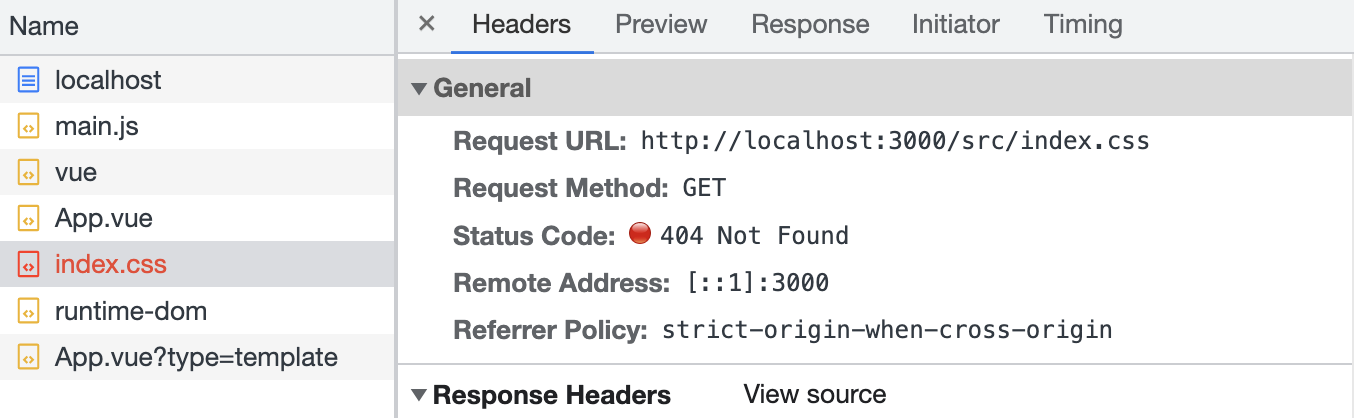 Name
localhost
main.js
vue
App.vue
index.css
runtime-dom
App.vue?type=template
× Headers Preview Response Initiator Timing
▼ General
Request URL: http://localhost:3000/src/index.css
Request Method: GET
Status Code: 404 Not Found
Remote Address: [::1]:3000
Referrer Policy: strict-origin-when-cross-origin
▼ Response Headers View source